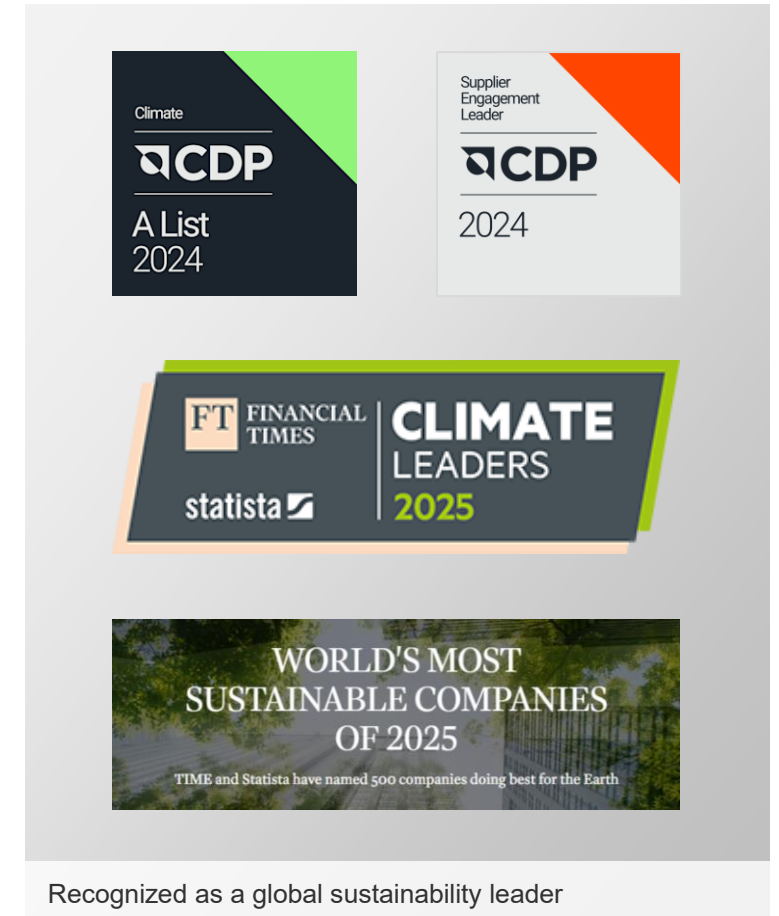 Climate
CDP
A List
2024
Supplier
Engagement
Leader
CDP
2024
FT
FINANCIAL
TIMES
statista
CLIMATE
LEADERS
2025
WORLD'S MOST
SUSTAINABLE COMPANIES
OF 2025
TIME and Statista have named 500 companies doing best for the Earth
Recognized as a global sustainability leader